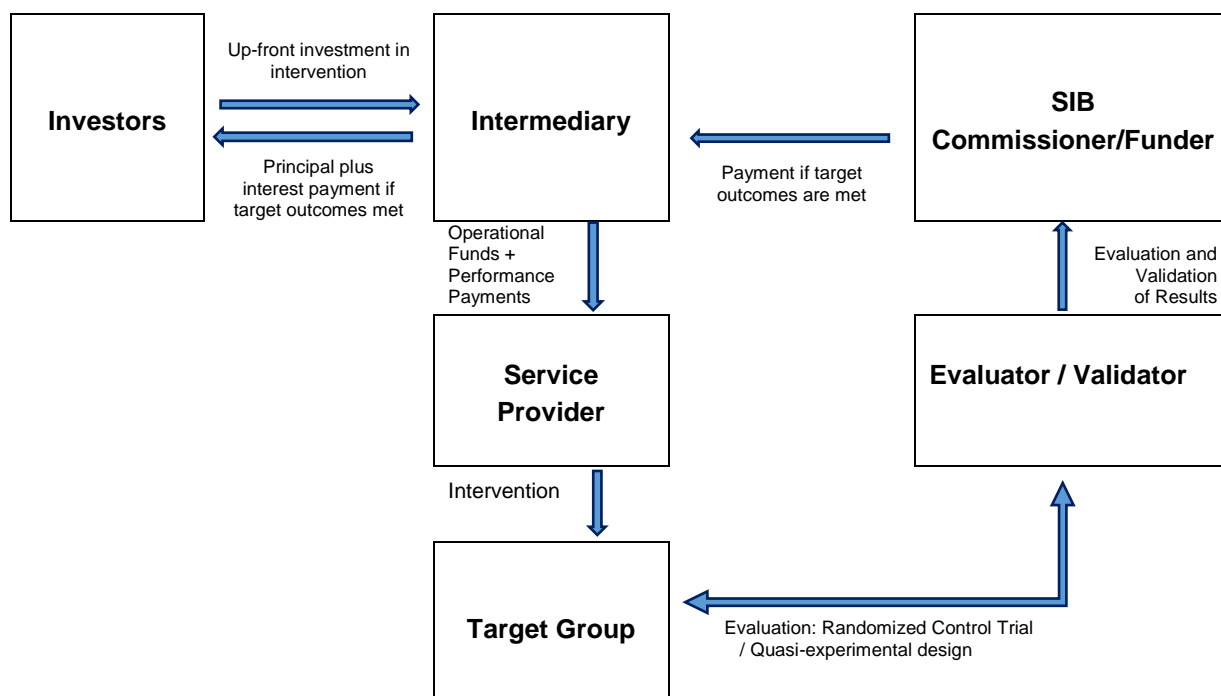 Up-front investment in
intervention
Investors
Principal plus
interest payment if
target outcomes met
Intermediary
Payment if target
outcomes are met
SIB
Commissioner/Funder
Operational
Funds +
Performance
Payments
Evaluation and
Validation
of Results
Service
Provider
Evaluator / Validator
Intervention
Target Group
Evaluation: Randomized Control Trial
/ Quasi-experimental design